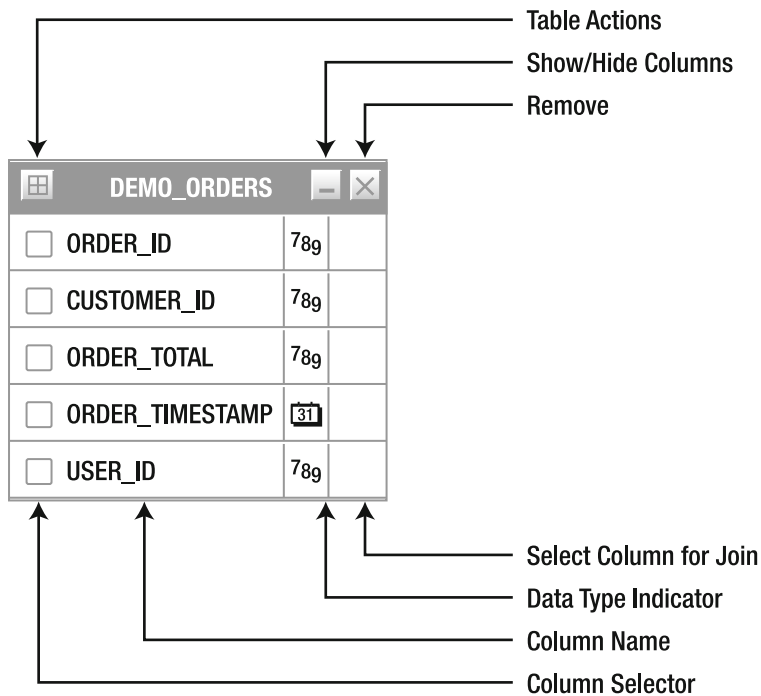 Table Actions
Show/Hide Columns
Remove
DEMO_ORDERS
ORDER_ID 789
CUSTOMER_ID 789
ORDER_TOTAL 789
ORDER_TIMESTAMP 31
USER_ID 789
Select Column for Join
Data Type Indicator
Column Name
Column Selector